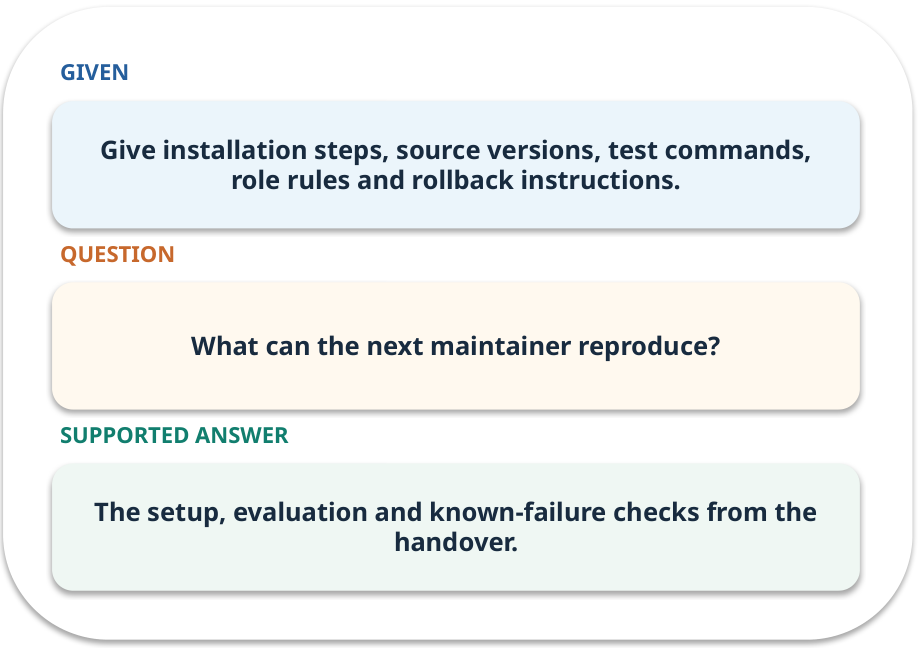 GIVEN
Give installation steps, source versions, test commands,
role rules and rollback instructions.
QUESTION
What can the next maintainer reproduce?
SUPPORTED ANSWER
The setup, evaluation and known-failure checks from the
handover.